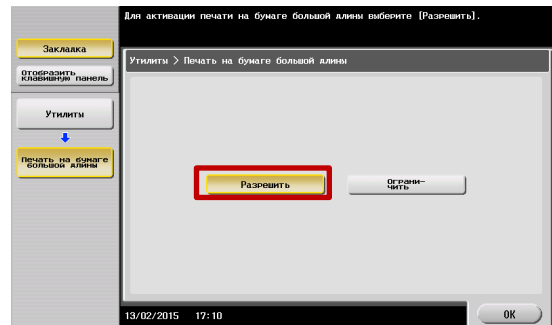 Для активации печати на бумаге большой длины выберите [Разрешить].
Закладка
Отобразить
клавишную панель
Утилиты > Печать на бумаге большой длины
Утилиты
Печать на бумаге
большой длины
Разрешить
Ограни-
чить
13/02/2015 17:10
OK